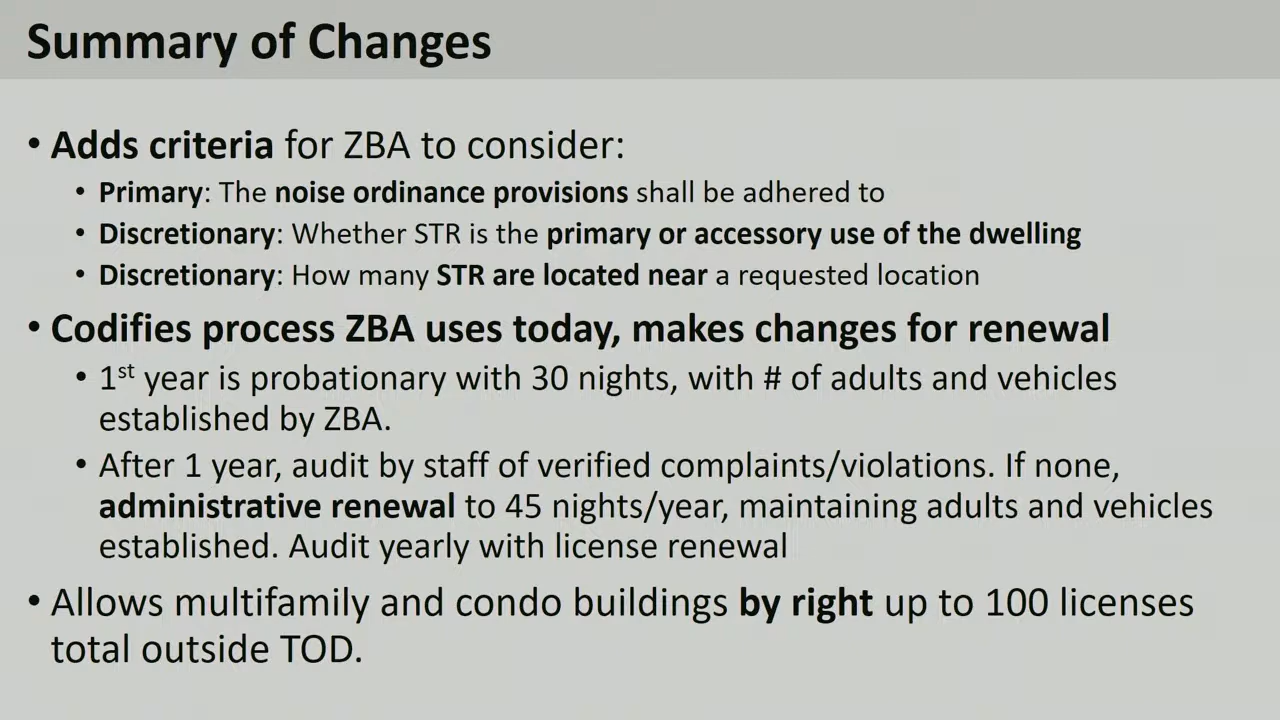 Summary of Changes
• Adds criteria for ZBA to consider:
• Primary: The noise ordinance provisions shall be adhered to
• Discretionary: Whether STR is the primary or accessory use of the dwelling
• Discretionary: How many STR are located near a requested location
• Codifies process ZBA uses today, makes changes for renewal
• 1st year is probationary with 30 nights, with # of adults and vehicles
established by ZBA.
• After 1 year, audit by staff of verified complaints/violations. If none,
administrative renewal to 45 nights/year, maintaining adults and vehicles
established. Audit yearly with license renewal
• Allows multifamily and condo buildings by right up to 100 licenses
total outside TOD.